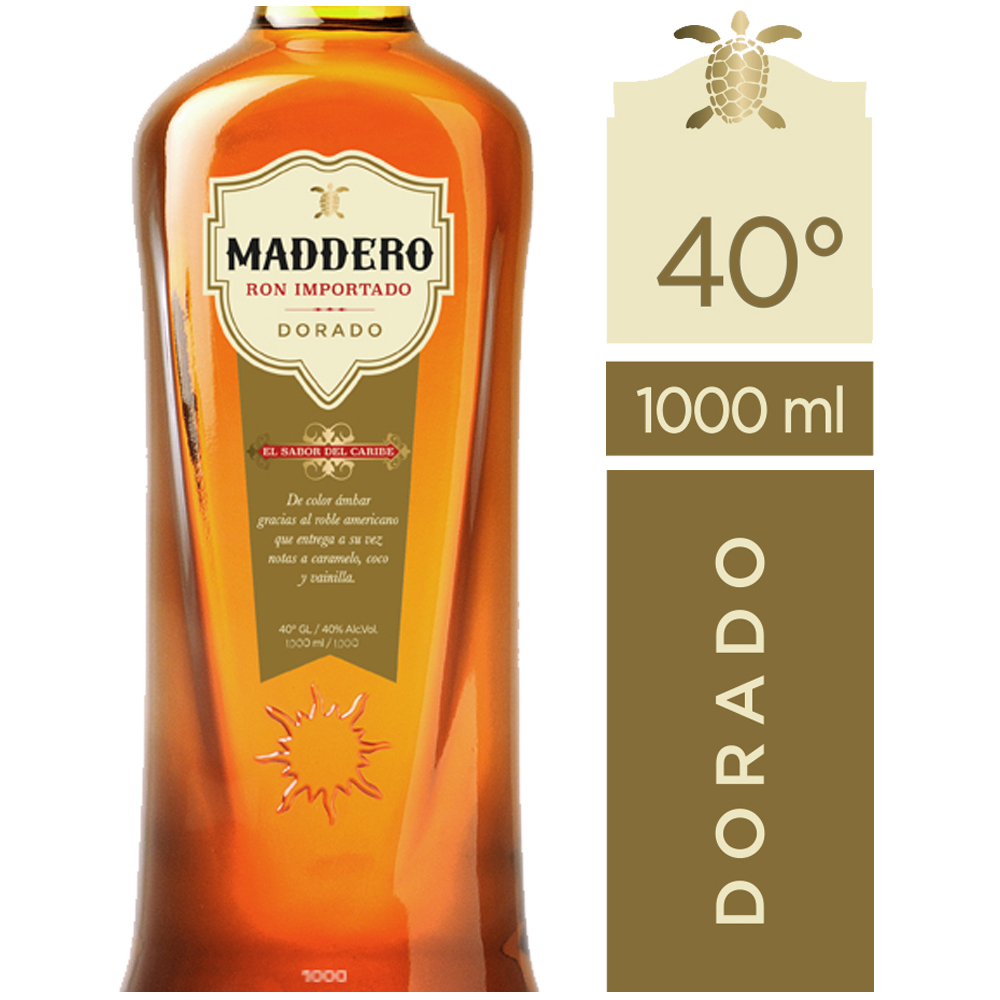 MADDERO
RON IMPORTADO
DORADO
EL SABOR DEL CARIBE
De color ámbar
gracias al roble americano
que entrega a su vez
notas a caramelo, coco
y vainilla.
40° GL / 40% Alc.Vol.
1000 ml / 1000
1000
40°
1000 ml
DORADO